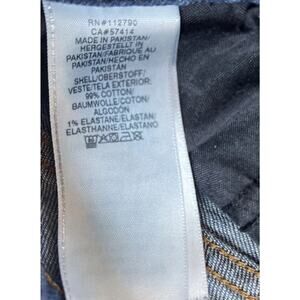 RN#112790
CA#57414
MADE IN PAKISTAN/
HERGESTELLT IN
PAKISTAN/FABRIQUÉ AU
PAKISTAN/HECHO EN
PAKISTÁN
SHELL/OBERSTOFF/
VESTE/TELA EXTERIOR:
99% COTTON/
BAUMWOLLE/COTON/
ALGODÓN
1% ELASTANE/ELASTAN/
ELASTHANNE/ELASTANO